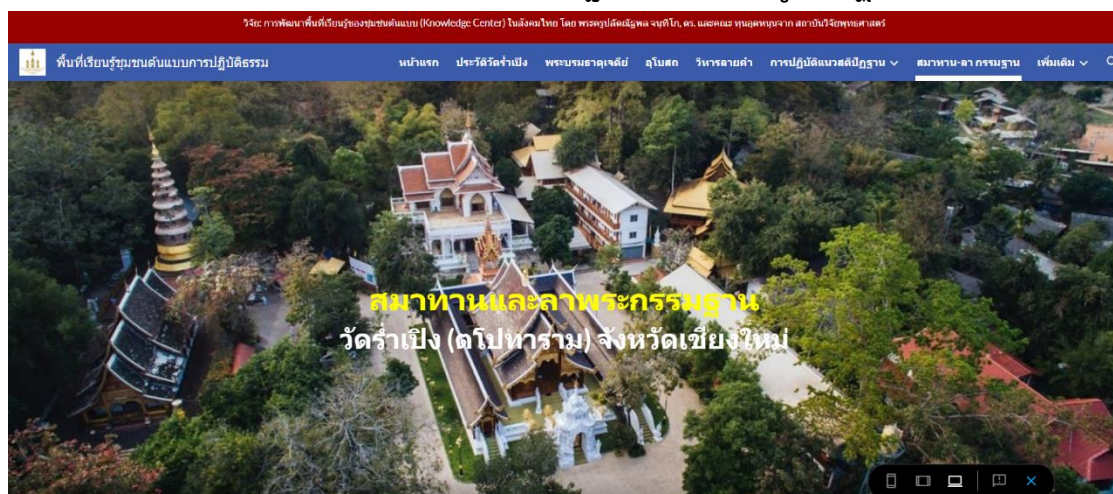 วิจัย: การพัฒนาพื้นที่เรียนรู้ของชุมชนต้นแบบ (Knowledge Center) ในสังคมไทย โดย พระครูปลัดณัฐพล จนฺทิโก, ดร. และคณะ ทุนอุดหนุนจาก สถาบันวิจัยพุทธศาสตร์
พื้นที่เรียนรู้ชุมชนต้นแบบการปฏิบัติธรรม หน้าแรก ประวัติวัดร่ำเปิง พระบรมธาตุเจดีย์ อุโบสถ วิหารลายคำ การปฏิบัติแนวสติปัฏฐาน สมาทาน-ลา กรรมฐาน เพิ่มเติม
สมาทานและลาพระกรรมฐาน
วัดร่ำเปิง (ตโปทาราม) จังหวัดเชียงใหม่